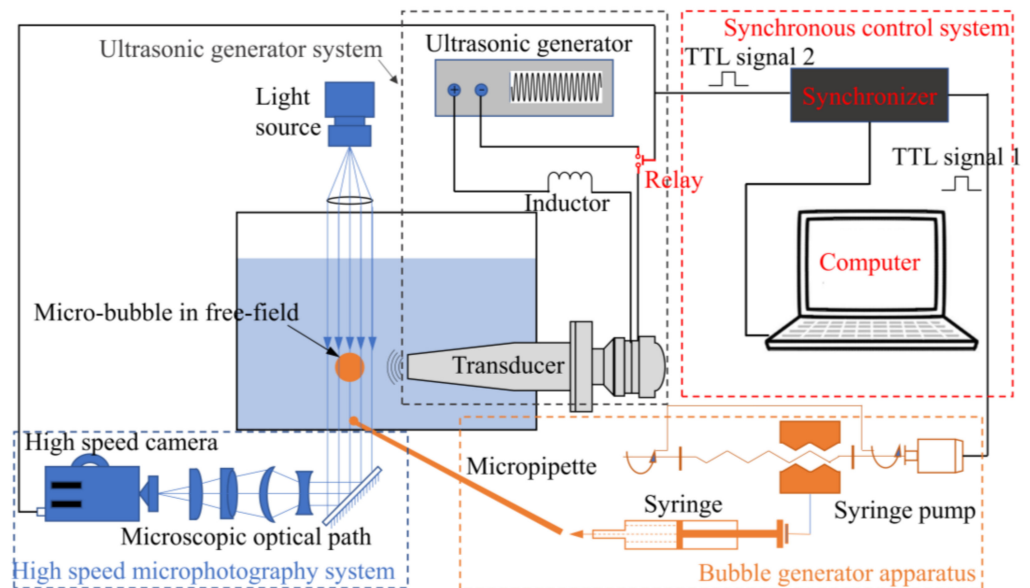 Synchronous control system
Ultrasonic generator system
Ultrasonic generator
TTL signal 2
Light
source
Synchronizer
TTL signal 1
Relay
Inductor
Computer
Micro-bubble in free-field
Transducer
High speed camera
Micropipette
Syringe
Syringe pump
Microscopic optical path
High speed microphotography system
Bubble generator apparatus